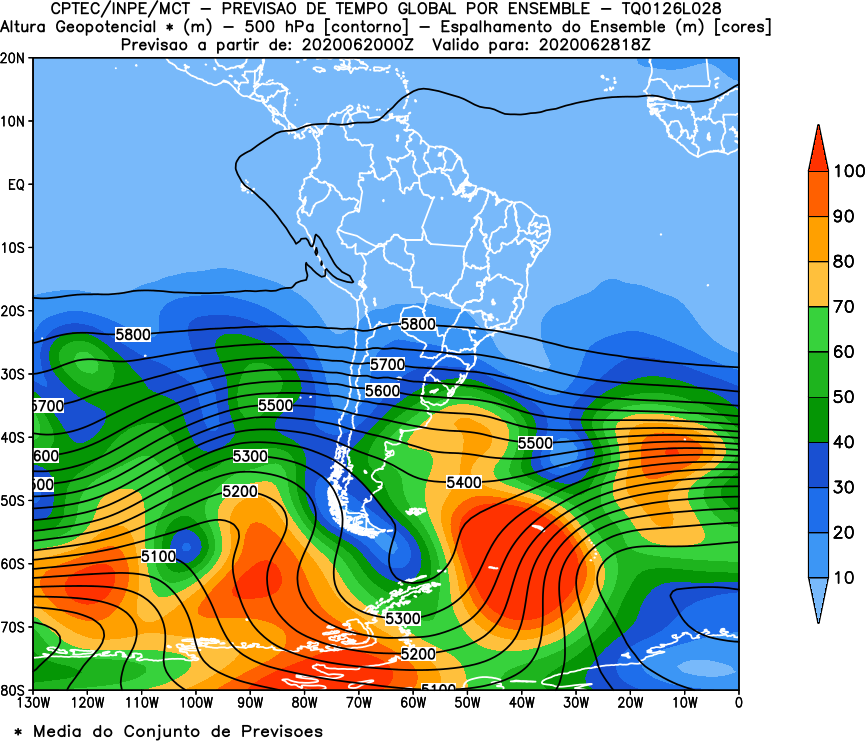 CPTEC/INPE/MCT – PREVISAO DE TEMPO GLOBAL POR ENSEMBLE – TQ0126L028
Altura Geopotencial * (m) – 500 hPa [contorno] – Espalhamento do Ensemble (m) [cores]
Previsao a partir de: 2020062000Z Valido para: 2020062818Z
20N
10N
EQ
10S
20S
30S
40S
50S
60S
70S
80S
5800
5800
5700
5600
5700
5500
5500
5300
5400
600
500
5200
5100
5300
5200
5100
130W 120W 110W 100W 90W 80W 70W 60W 50W 40W 30W 20W 10W 0
100
90
80
70
60
50
40
30
20
10
* Media do Conjunto de Previsoes